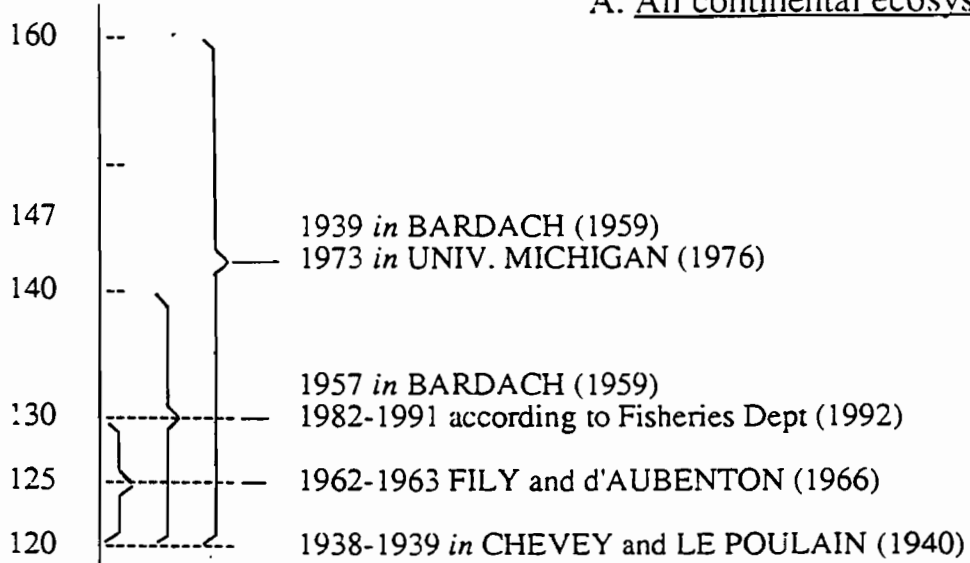 A. All continental
160
147
1939 in BARDACH (1959)
1973 in UNIV. MICHIGAN (1976)
140
1957 in BARDACH (1959)
130
1982-1991 according to Fisheries Dept (1992)
125
1962-1963 FILY and d'AUBENTON (1966)
120
1938-1939 in CHEVEY and LE POULAIN (1940)